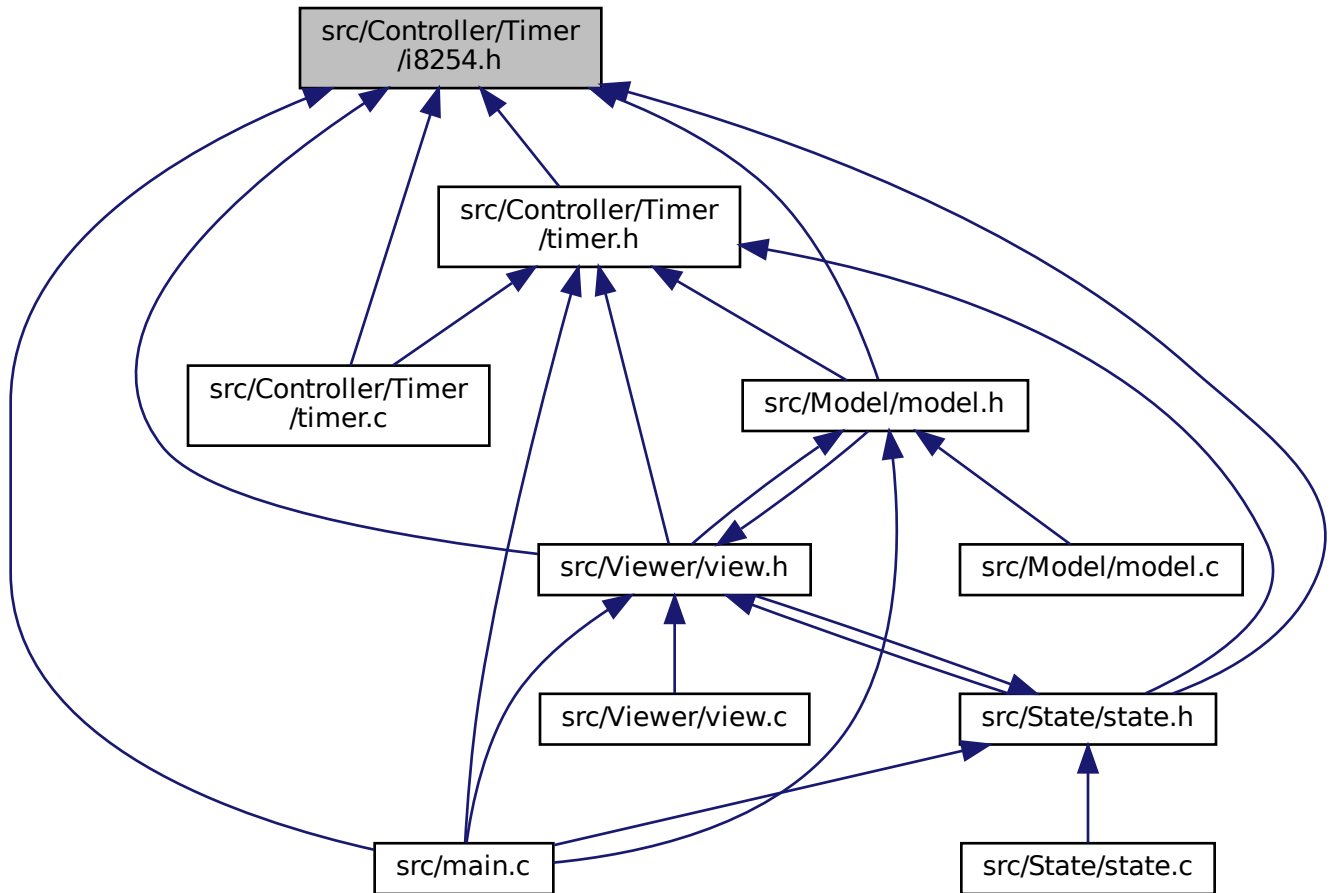 src/Controller/Timer
/i8254.h
src/Controller/Timer
/timer.h
src/Controller/Timer
/timer.c
src/Model/model.h
src/Viewer/view.h
src/Model/model.c
src/Viewer/view.c
src/State/state.h
src/main.c
src/State/state.c